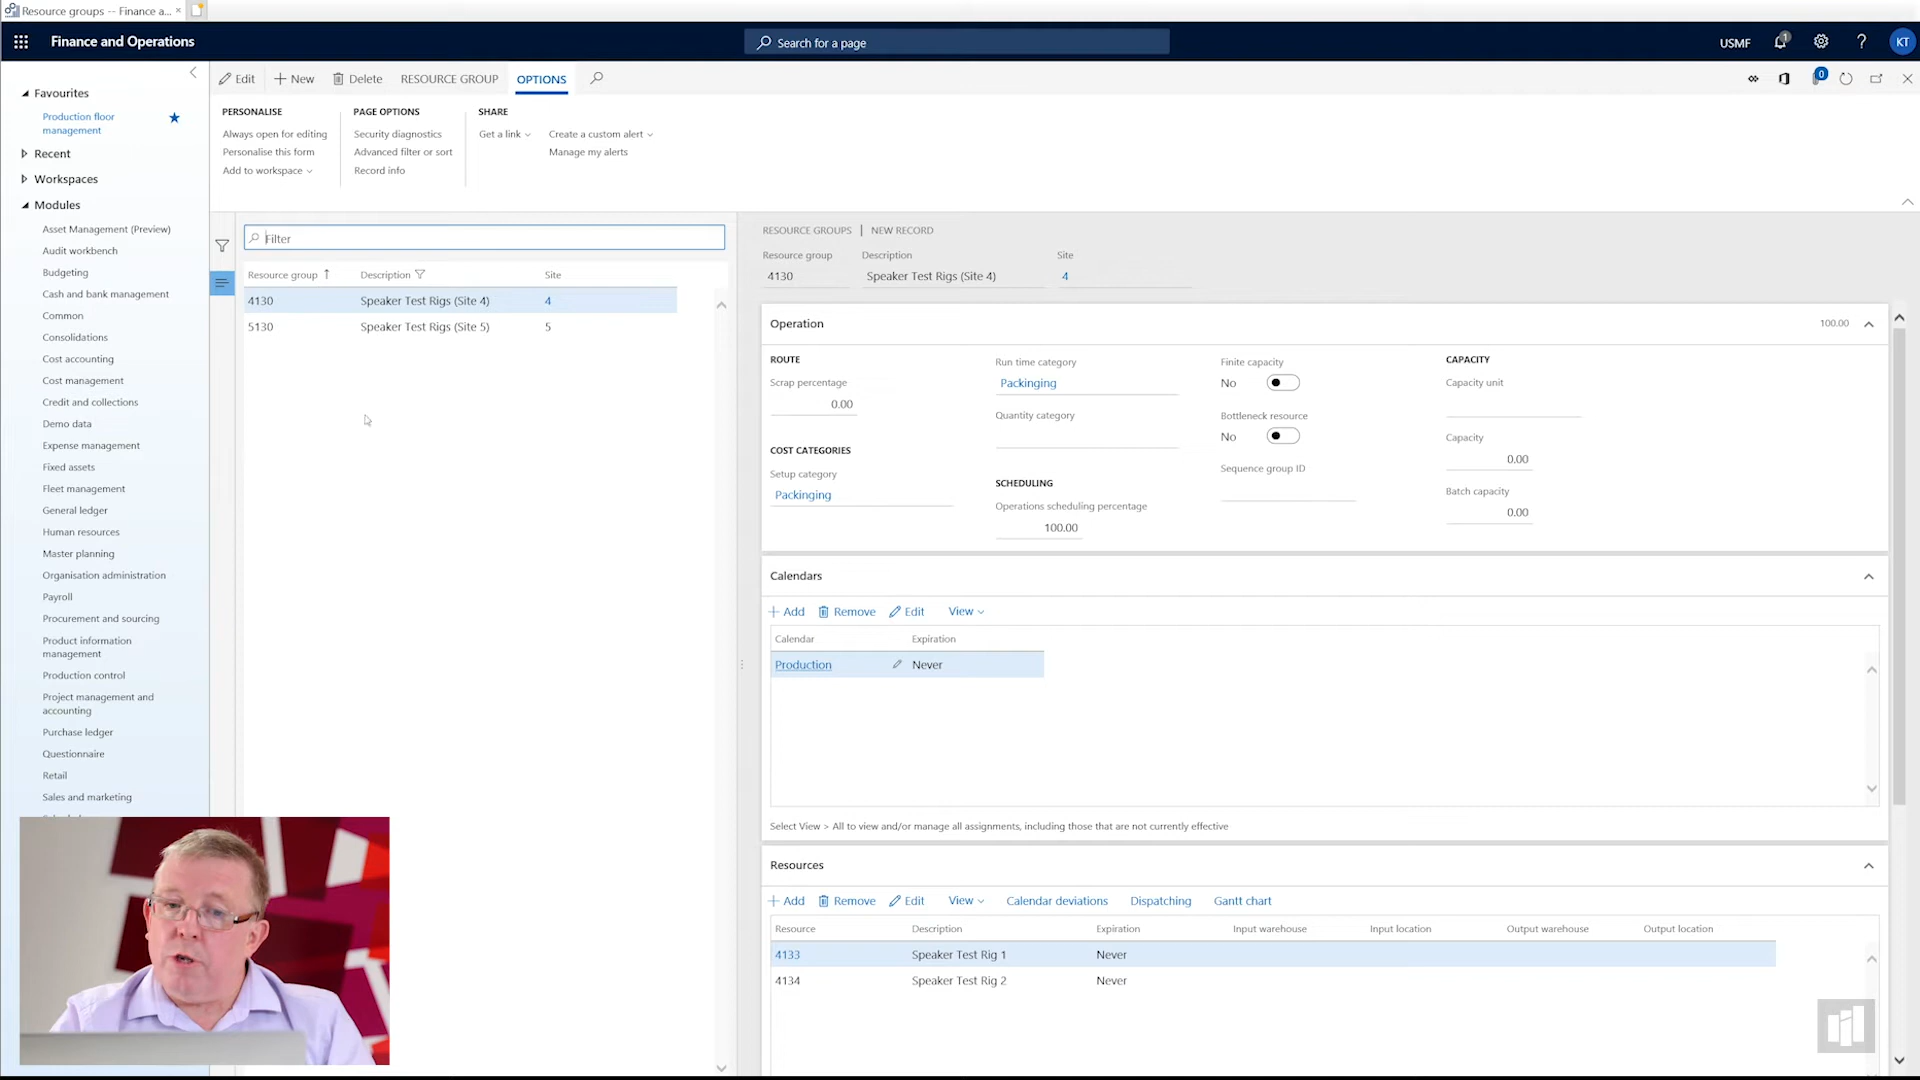 Resource groups -- Finance a...
Finance and Operations
Search for a page
USMF
1
?
KT
Edit
New
Delete
RESOURCE GROUP
OPTIONS
0
PERSONALISE
Always open for editing
Personalise this form
Add to workspace
PAGE OPTIONS
Security diagnostics
Advanced filter or sort
Record info
SHARE
Get a link
Create a custom alert
Manage my alerts
Favourites
Production floor
management
Recent
Workspaces
Modules
Asset Management (Preview)
Audit workbench
Budgeting
Cash and bank management
Common
Consolidations
Cost accounting
Cost management
Credit and collections
Demo data
Expense management
Fixed assets
Fleet management
General ledger
Human resources
Master planning
Organisation administration
Payroll
Procurement and sourcing
Product information
management
Production control
Project management and
accounting
Purchase ledger
Questionnaire
Retail
Sales and marketing
Filter
Resource group Description Site
4130 Speaker Test Rigs (Site 4) 4
5130 Speaker Test Rigs (Site 5) 5
RESOURCE GROUPS | NEW RECORD
Resource group Description Site
4130 Speaker Test Rigs (Site 4) 4
Operation 100.00
ROUTE
Scrap percentage
0.00
COST CATEGORIES
Setup category
Packinging
Run time category
Packinging
Quantity category
SCHEDULING
Operations scheduling percentage
100.00
Finite capacity
No
Bottleneck resource
No
Sequence group ID
CAPACITY
Capacity unit
Capacity
0.00
Batch capacity
0.00
Calendars
Add Remove Edit View
Calendar Expiration
Production Never
Select View > All to view and/or manage all assignments, including those that are not currently effective
Resources
Add Remove Edit View Calendar deviations Dispatching Gantt chart
Resource Description Expiration Input warehouse Input location Output warehouse Output location
4133 Speaker Test Rig 1 Never
4134 Speaker Test Rig 2 Never